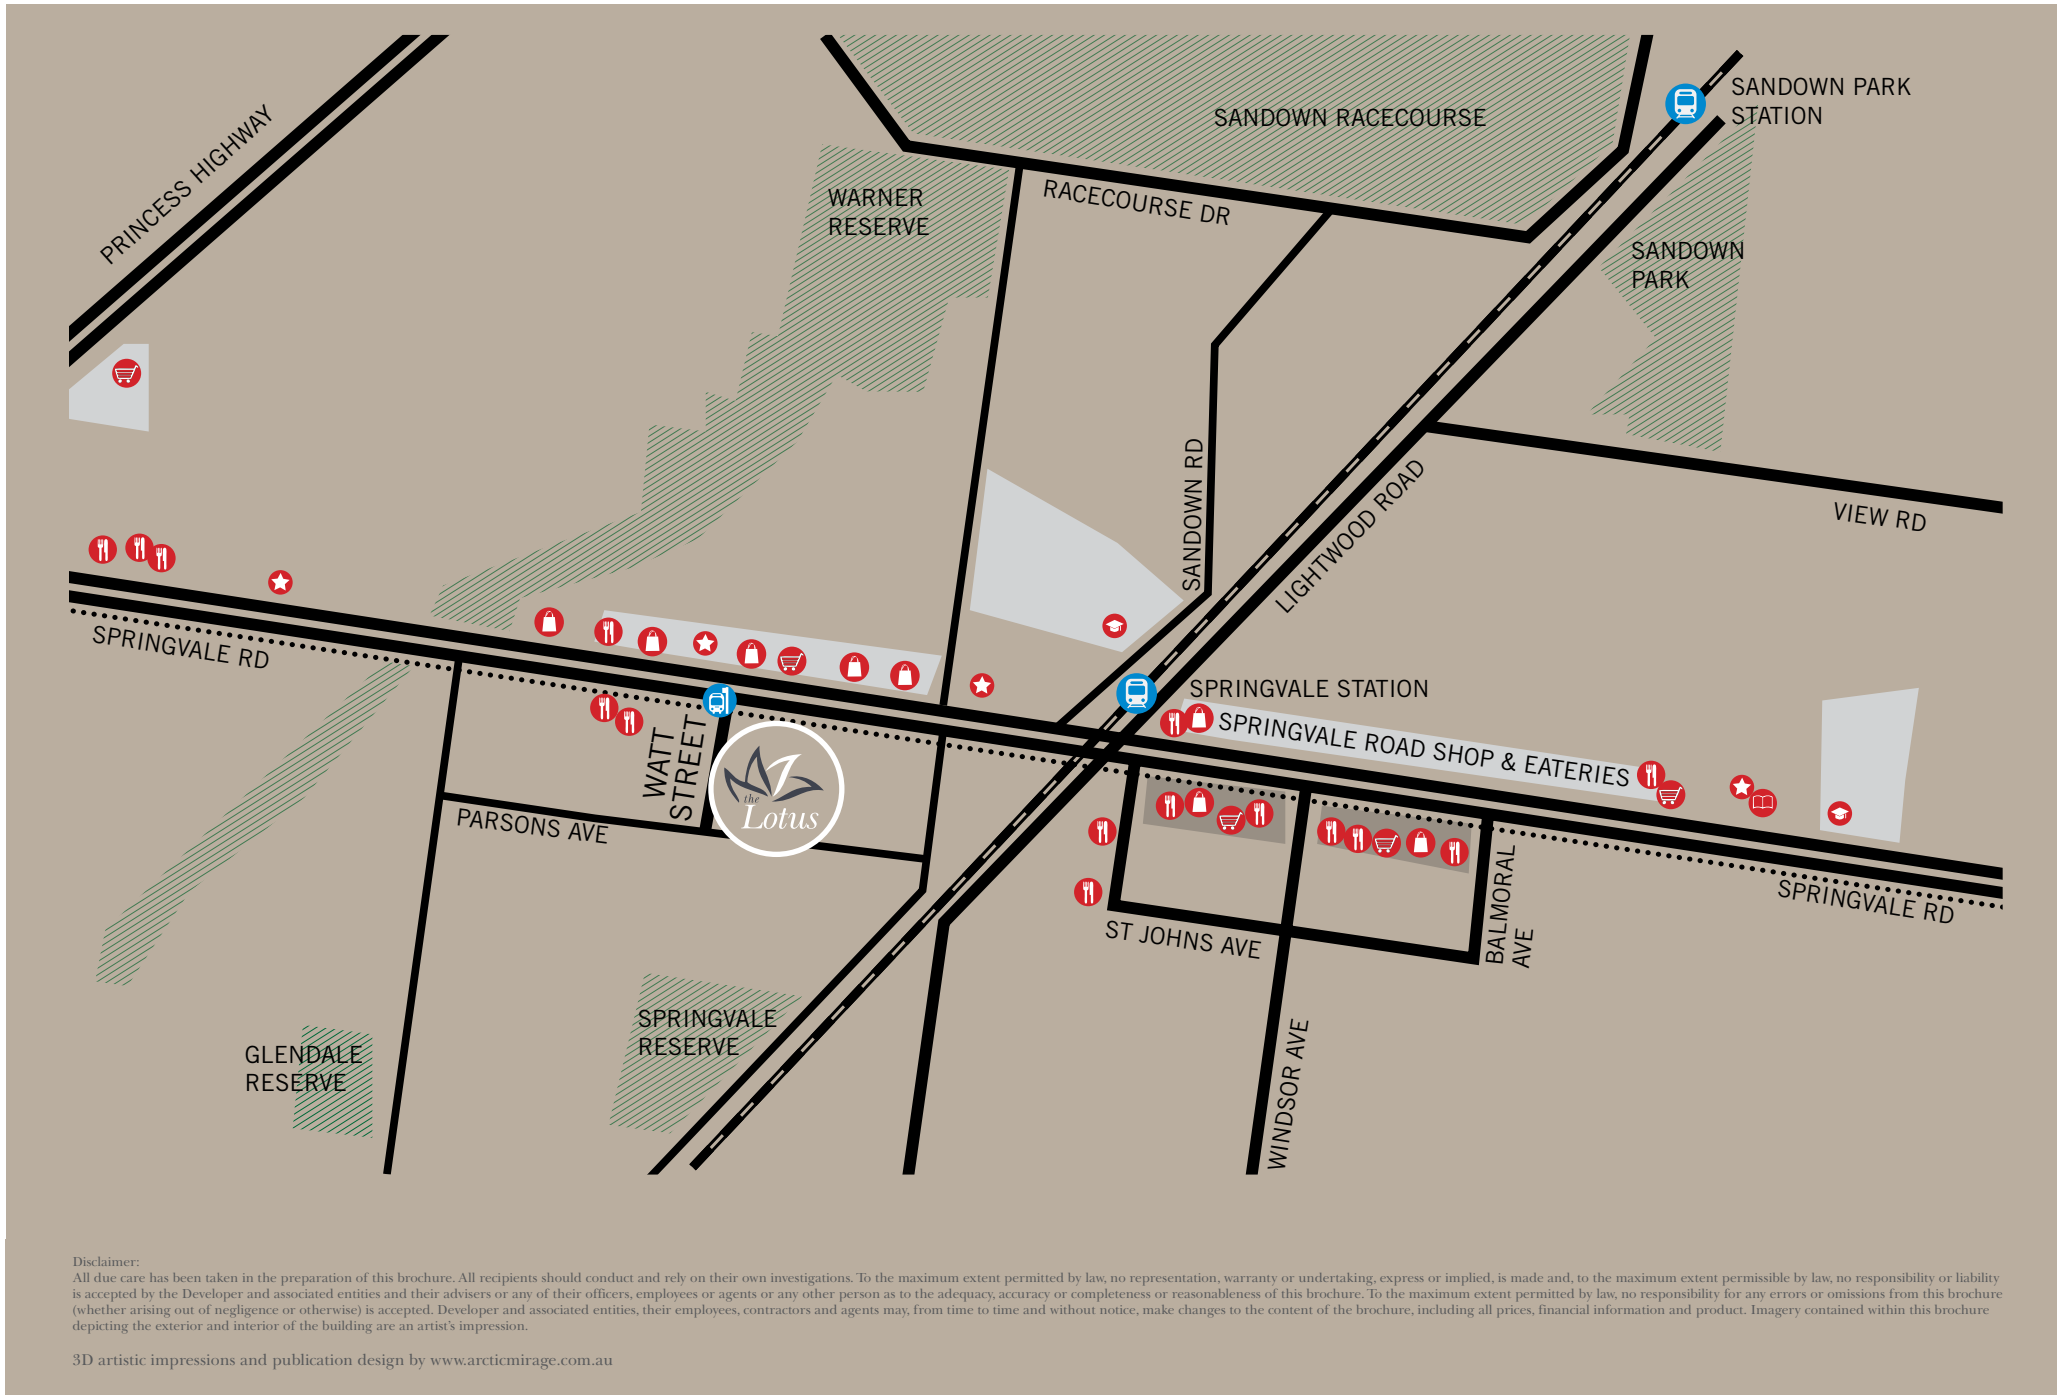 SANDOWN PARK
STATION
SANDOWN RACECOURSE
PRINCESS HIGHWAY
WARNER
RESERVE
RACECOURSE DR
SANDOWN
PARK
SANDOWN RD
LIGHTWOOD ROAD
VIEW RD
SPRINGVALE RD
SPRINGVALE STATION
SPRINGVALE ROAD SHOP & EATERIES
WATT
STREET
the
Lotus
PARSONS AVE
BALMORAL
AVE
SPRINGVALE RD
ST JOHNS AVE
SPRINGVALE
RESERVE
GLENDALE
RESERVE
WINDSOR AVE
Disclaimer:
All due care has been taken in the preparation of this brochure. All recipients should conduct and rely on their own investigations. To the maximum extent permitted by law, no representation, warranty or undertaking, express or implied, is made and, to the maximum extent permissible by law, no responsibility or liability
is accepted by the Developer and associated entities and their advisers or any of their officers, employees or agents or any other person as to the adequacy, accuracy or completeness or reasonableness of this brochure. To the maximum extent permitted by law, no responsibility for any errors or omissions from this brochure
(whether arising out of negligence or otherwise) is accepted. Developer and associated entities, their employees, contractors and agents may, from time to time and without notice, make changes to the content of the brochure, including all prices, financial information and product. Imagery contained within this brochure
depicting the exterior and interior of the building are an artist's impression.
3D artistic impressions and publication design by www.arcticmirage.com.au